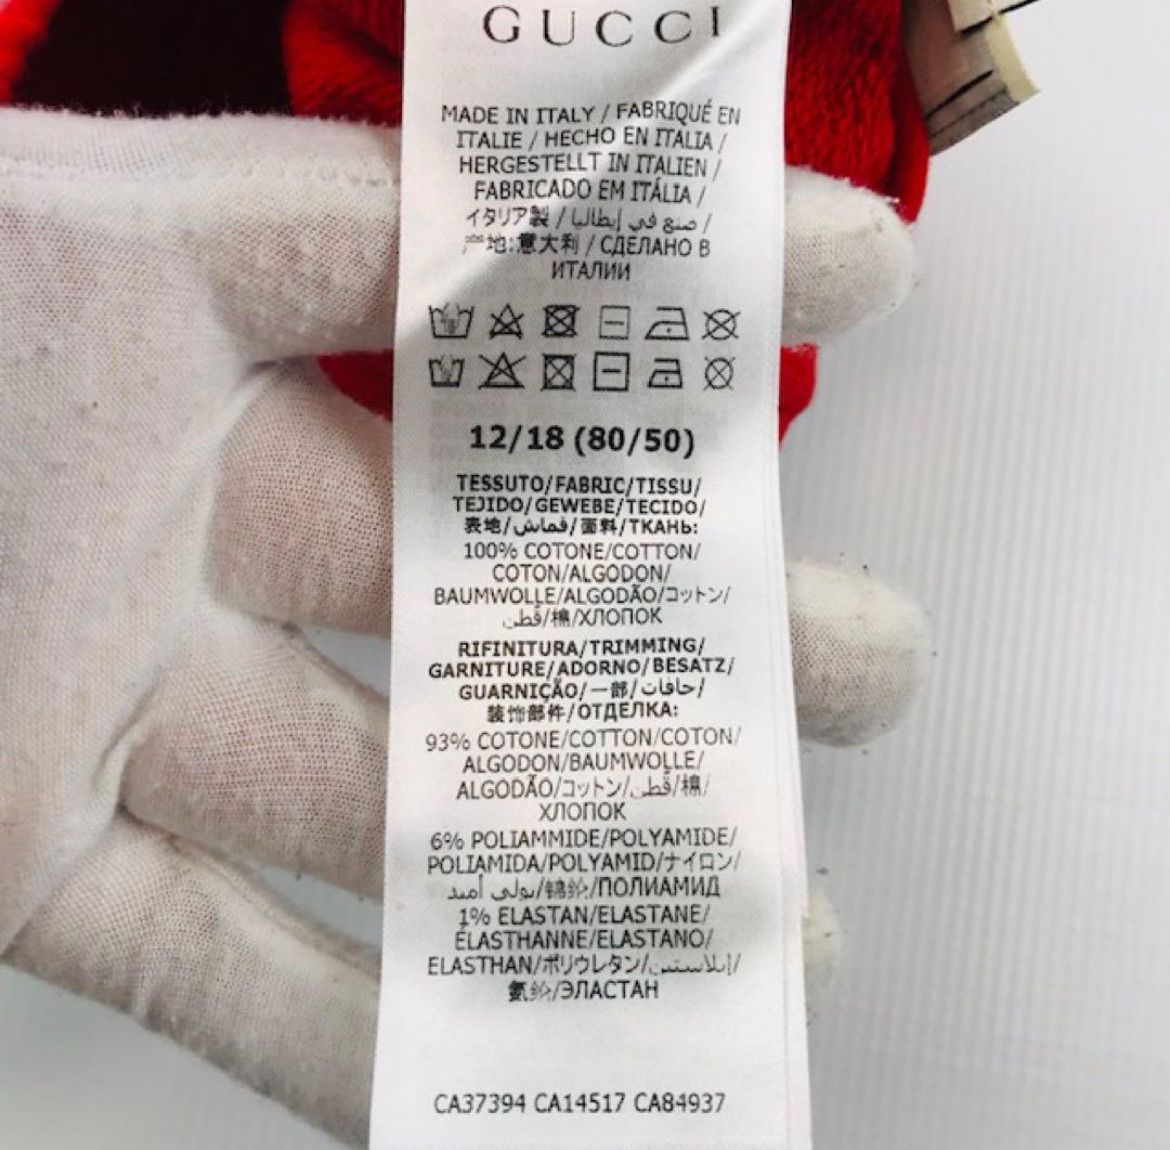 GUCCI
MADE IN ITALY / FABRIQUÉ EN
ITALIE / HECHO EN ITALIA /
HERGESTELLT IN ITALIEN /
FABRICADO EM ITÁLIA /
イタリア製 / صنع في إيطاليا /
产地:意大利 / СДЕЛАНО В
ИТАЛИИ
12/18 (80/50)
TESSUTO/FABRIC/TISSU/
TEJIDO/GEWEBE/TECIDO/
表地/قماش/面料/ТКАНЬ:
100% COTONE/COTTON/
COTON/ALGODON/
BAUMWOLLE/ALGODÃO/コットン/
قطن/棉/ХЛОПОК
RIFINITURA/TRIMMING/
GARNITURE/ADORNO/BESATZ/
GUARNIÇÃO/一部/حافات/
装饰部件/ОТДЕЛКА:
93% COTONE/COTTON/COTON/
ALGODON/BAUMWOLLE/
ALGODÃO/コットン/قطن/棉/
ХЛОПОК
6% POLIAMMIDE/POLYAMIDE/
POLIAMIDA/POLYAMID/ナイロン/
بولي أميد/锦纶/ПОЛИАМИД
1% ELASTAN/ELASTANE/
ÉLASTHANNE/ELASTANO/
ELASTHAN/ポリウレタン/إيلاستين/
氨纶/ЭЛАСТАН
CA37394 CA14517 CA84937